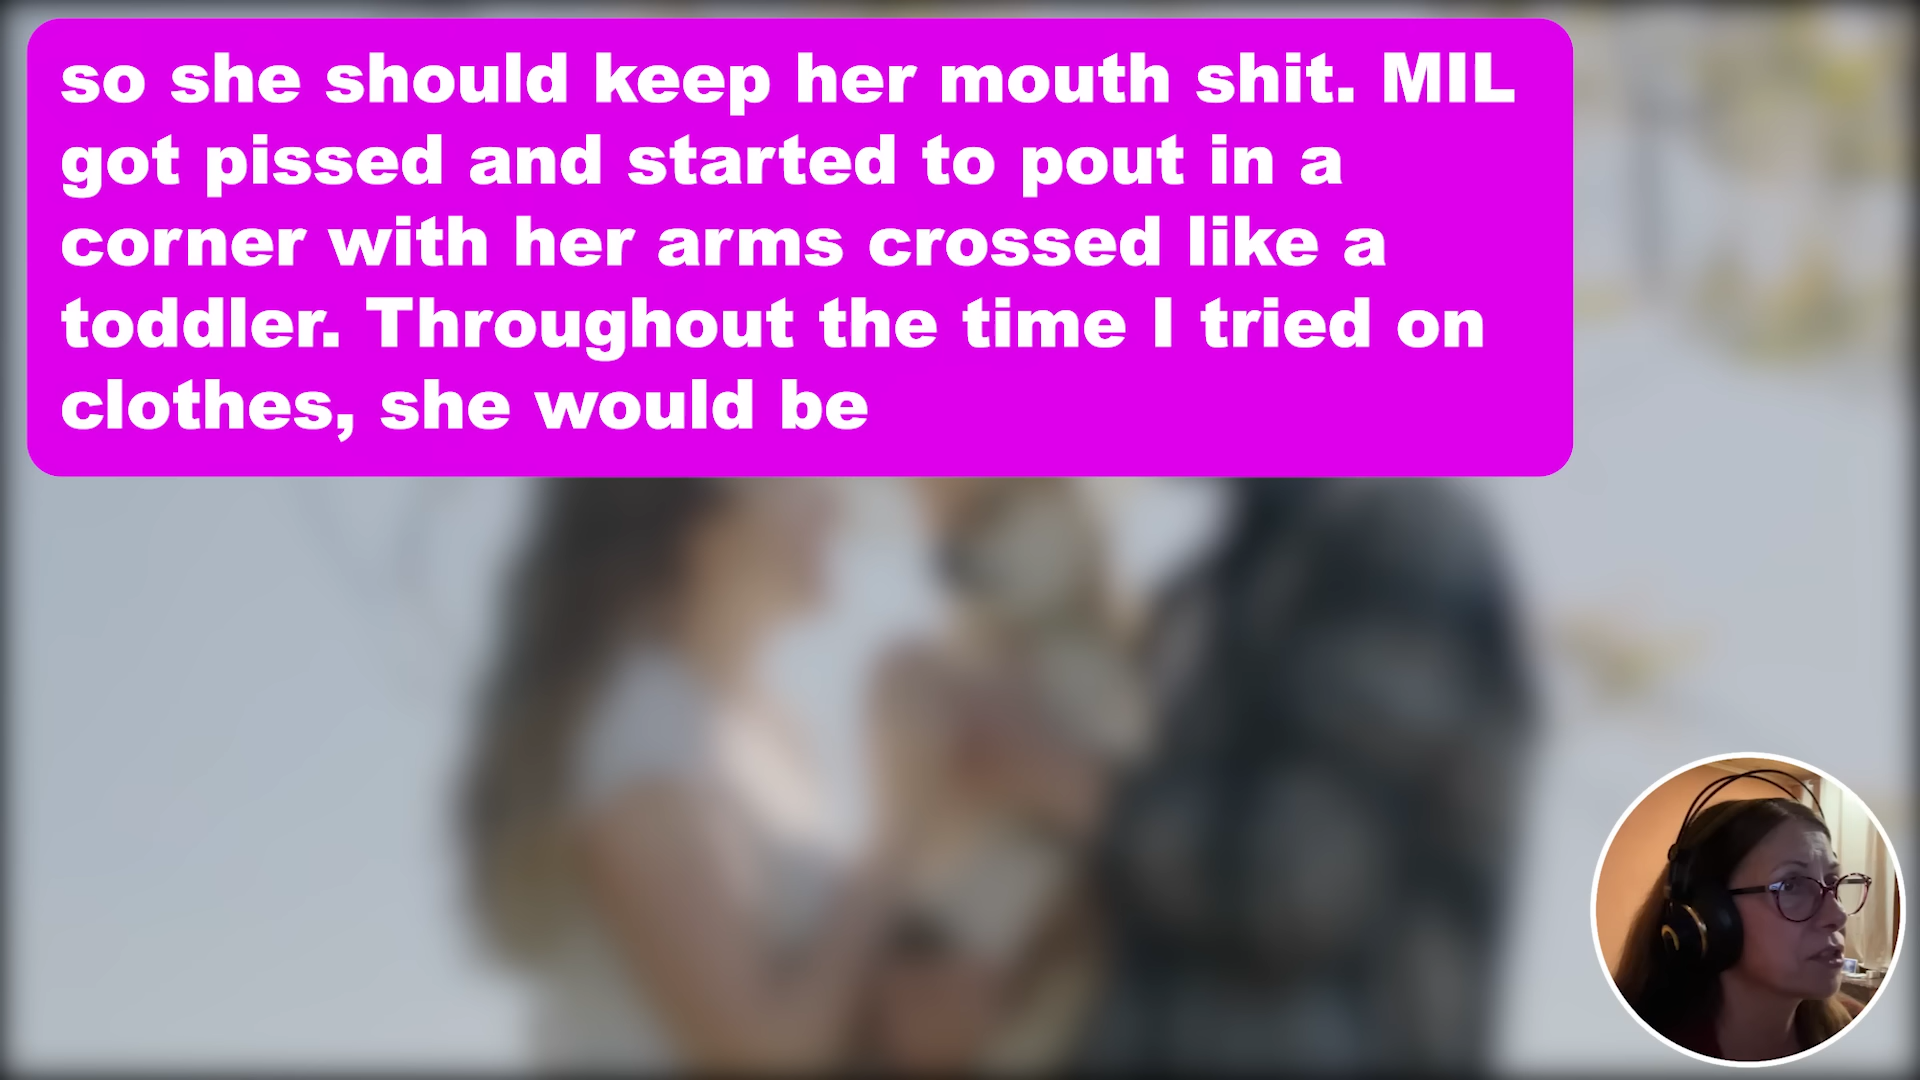 so she should keep her mouth shit. MIL
got pissed and started to pout in a
corner with her arms crossed like a
toddler. Throughout the time I tried on
clothes, she would be